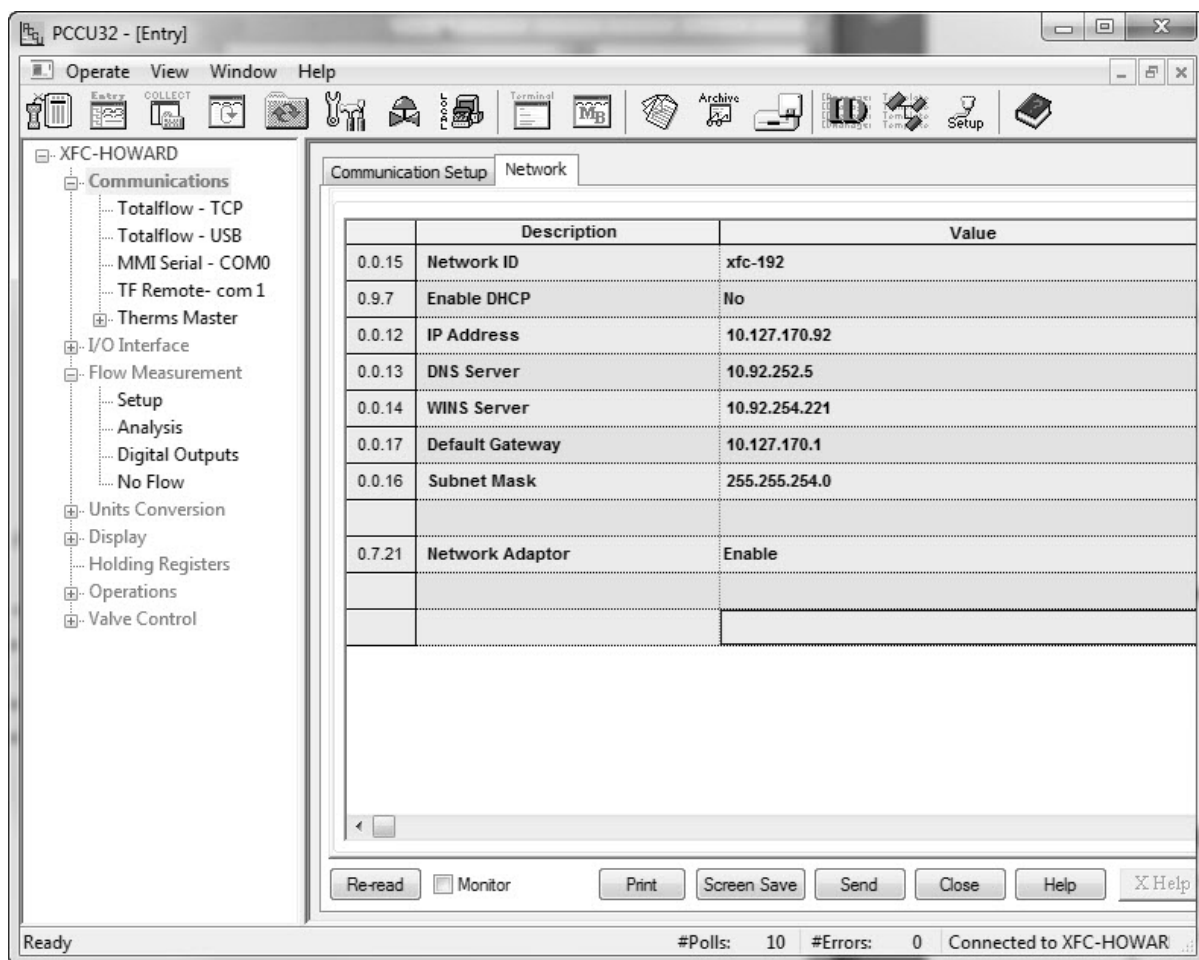 PCCU32 - [Entry]
Operate View Window Help
Entry
COLLECT
LOCAL
Terminal
MB
Archive
ID
Setup
XFC-HOWARD
Communications
Totalflow - TCP
Totalflow - USB
MMI Serial - COM0
TF Remote- com 1
Therms Master
I/O Interface
Flow Measurement
Setup
Analysis
Digital Outputs
No Flow
Units Conversion
Display
Holding Registers
Operations
Valve Control
Communication Setup Network
Description Value
0.0.15 Network ID xfc-192
0.9.7 Enable DHCP No
0.0.12 IP Address 10.127.170.92
0.0.13 DNS Server 10.92.252.5
0.0.14 WINS Server 10.92.254.221
0.0.17 Default Gateway 10.127.170.1
0.0.16 Subnet Mask 255.255.254.0
0.7.21 Network Adaptor Enable
Re-read Monitor Print Screen Save Send Close Help X Help
Ready #Polls: 10 #Errors: 0 Connected to XFC-HOWAR